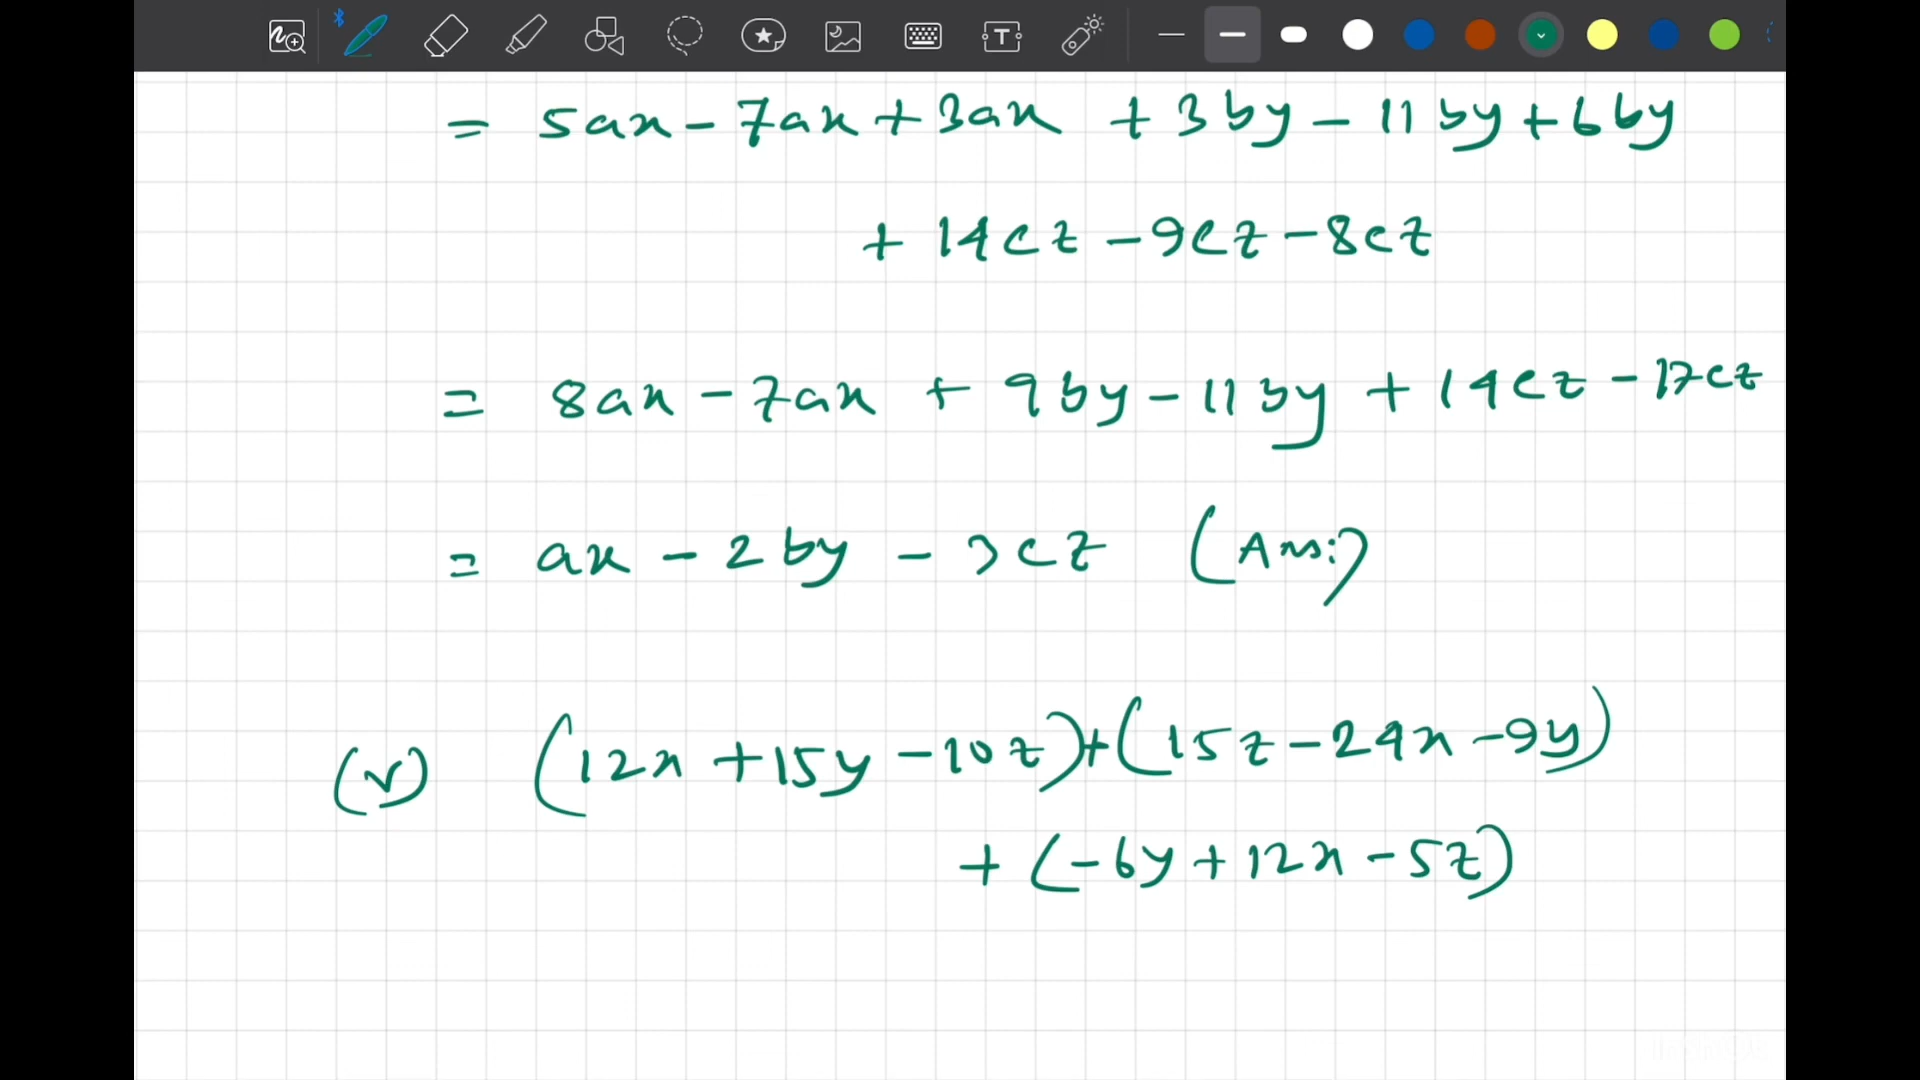 = 5ax - 7ax + 3ax + 3by - 11by + 6by
+ 14cz - 9cz - 8cz
= 8ax - 7ax + 9by - 11by + 14cz - 17cz
= ax - 2by - 3cz (Ans:)
(v) (12x + 15y - 10z) + (15z - 24x - 9y)
+ (-6y + 12x - 5z)